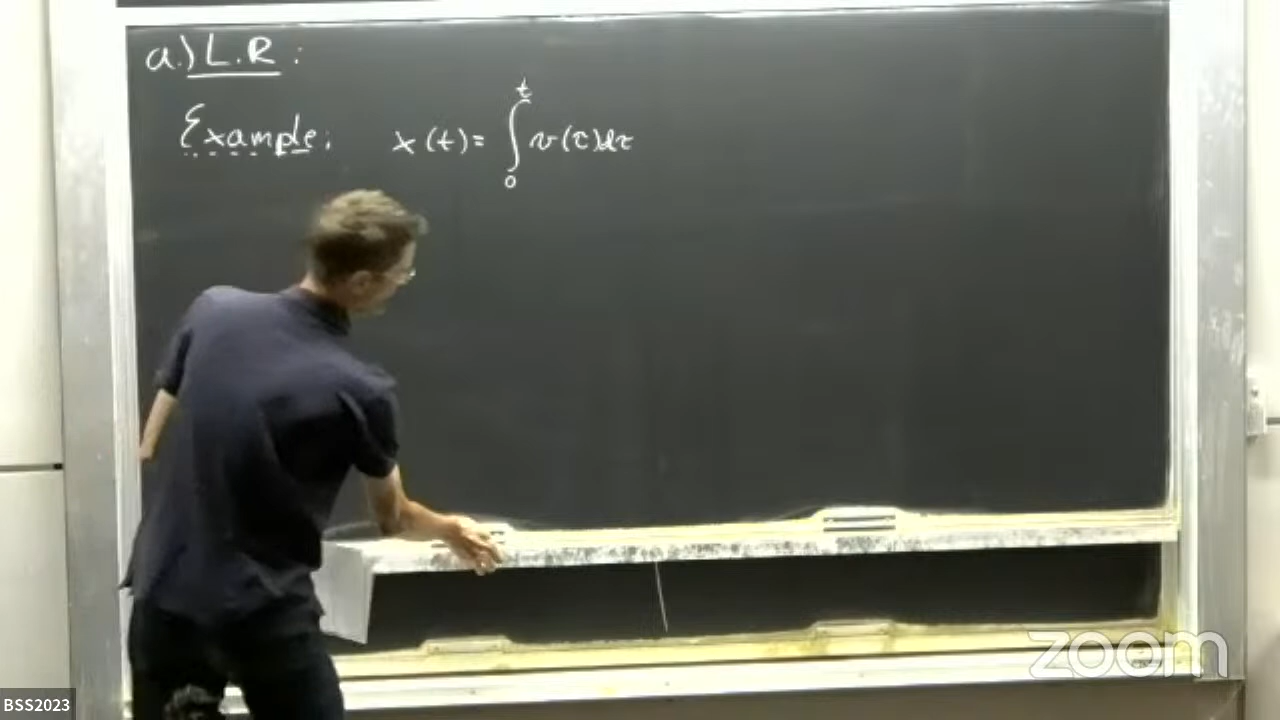 a.) L.R :
Example: x(t) = ∫₀ᵗ v(τ)dτ
zoom
BSS2023